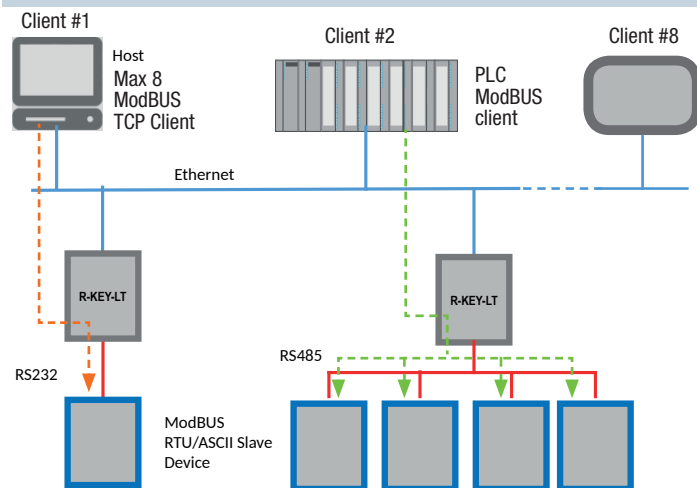 Client #1
Client #2
Client #8
Host
Max 8
ModBUS
TCP Client
PLC
ModBUS
client
Ethernet
R-KEY-LT
R-KEY-LT
RS232
RS485
ModBUS
RTU/ASCII Slave
Device